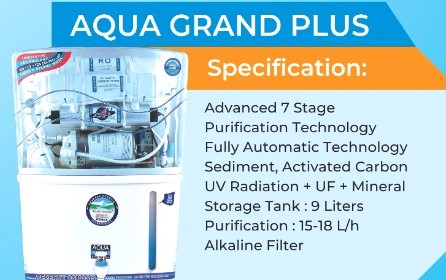 AQUA GRAND PLUS
Specification:
Advanced 7 Stage
Purification Technology
Fully Automatic Technology
Sediment, Activated Carbon
UV Radiation + UF + Mineral
Storage Tank : 9 Liters
Purification : 15-18 L/h
Alkaline Filter
RO
AQUA